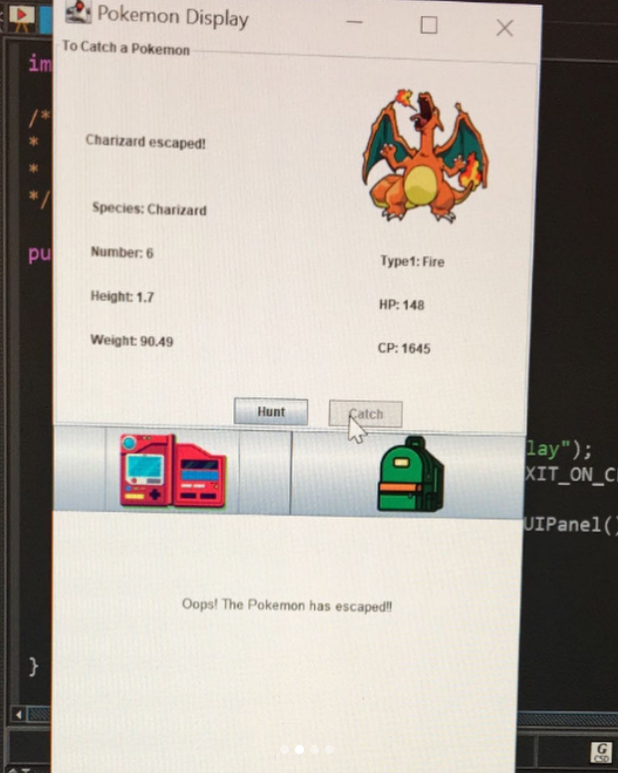 Pokemon Display
To Catch a Pokemon
im
/*
*
*
*/
pu
Charizard escaped!
Species: Charizard
Number: 6
Type1: Fire
Height: 1.7
HP: 148
Weight: 90.49
CP: 1645
Hunt
Catch
lay");
XIT_ON_C
UIPanel()
Oops! The Pokemon has escaped!!
}
G
CSD